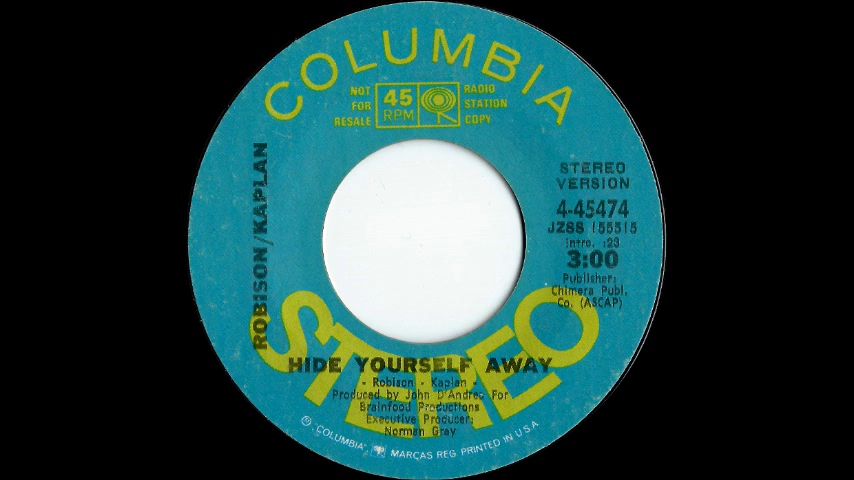 COLUMBIA
NOT
FOR
RESALE
45
RPM
RADIO
STATION
COPY
ROBISON/KAPLAN
STEREO
VERSION
4-45474
JZSS 155515
Intro. :23
3:00
Publisher:
Chimera Publ.
Co. (ASCAP)
STEREO
HIDE YOURSELF AWAY
- Robison - Kaplan -
Produced by John D'Andrea For
Brainfood Productions
Executive Producer:
Norman Gray
Ⓟ "COLUMBIA" MARCAS REG. PRINTED IN U.S.A.